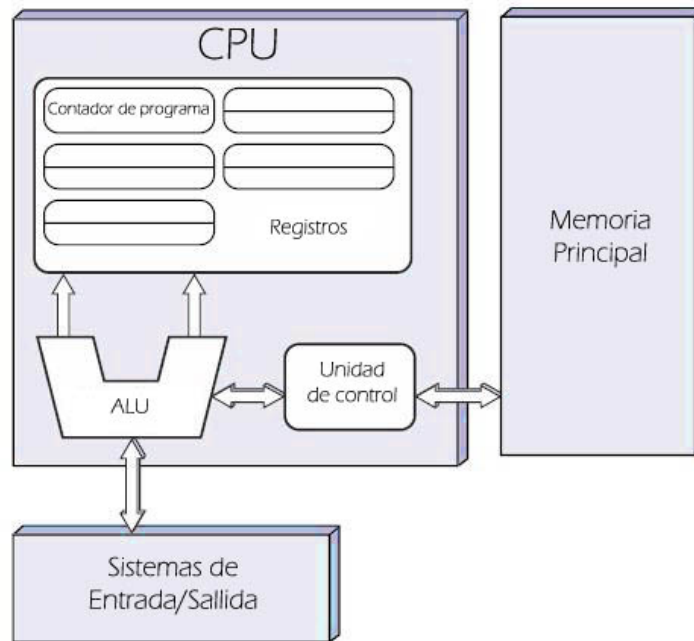 CPU
Contador de programa
Registros
Memoria
Principal
ALU
Unidad
de control
Sistemas de
Entrada/Sallida